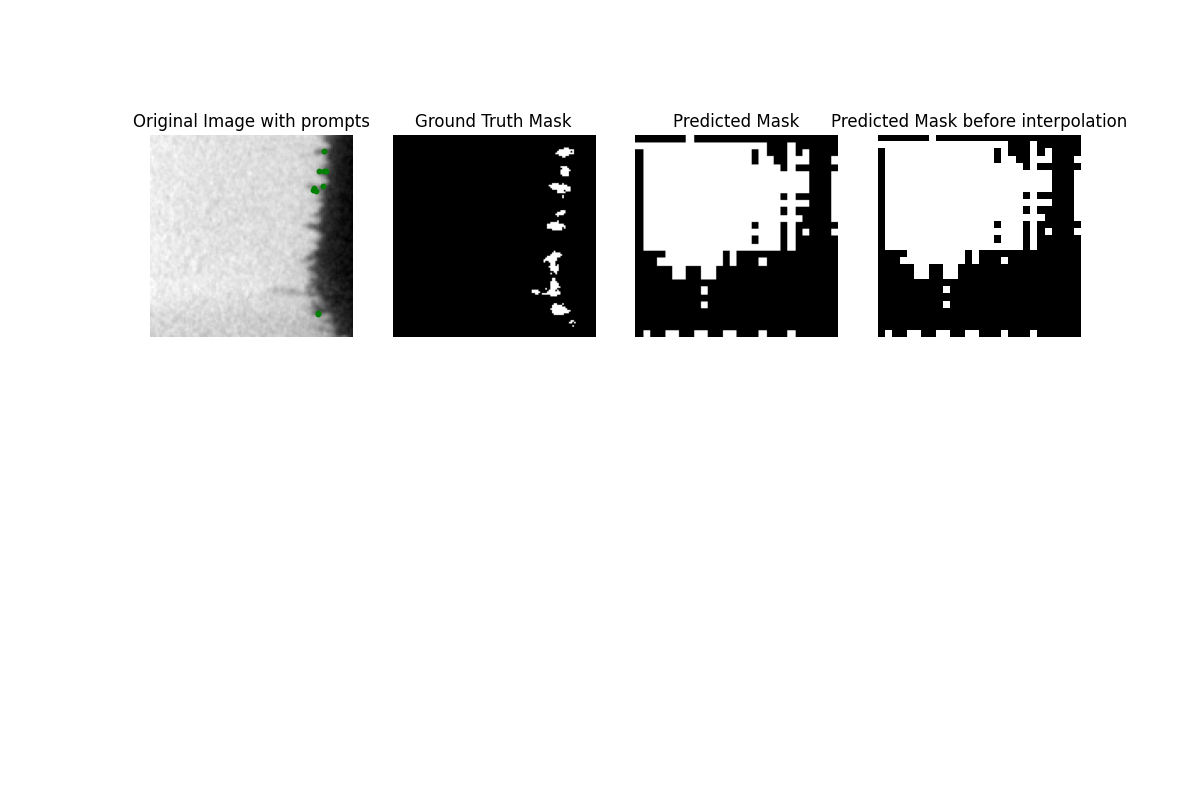 Original Image with prompts
Ground Truth Mask
Predicted Mask
Predicted Mask before interpolation